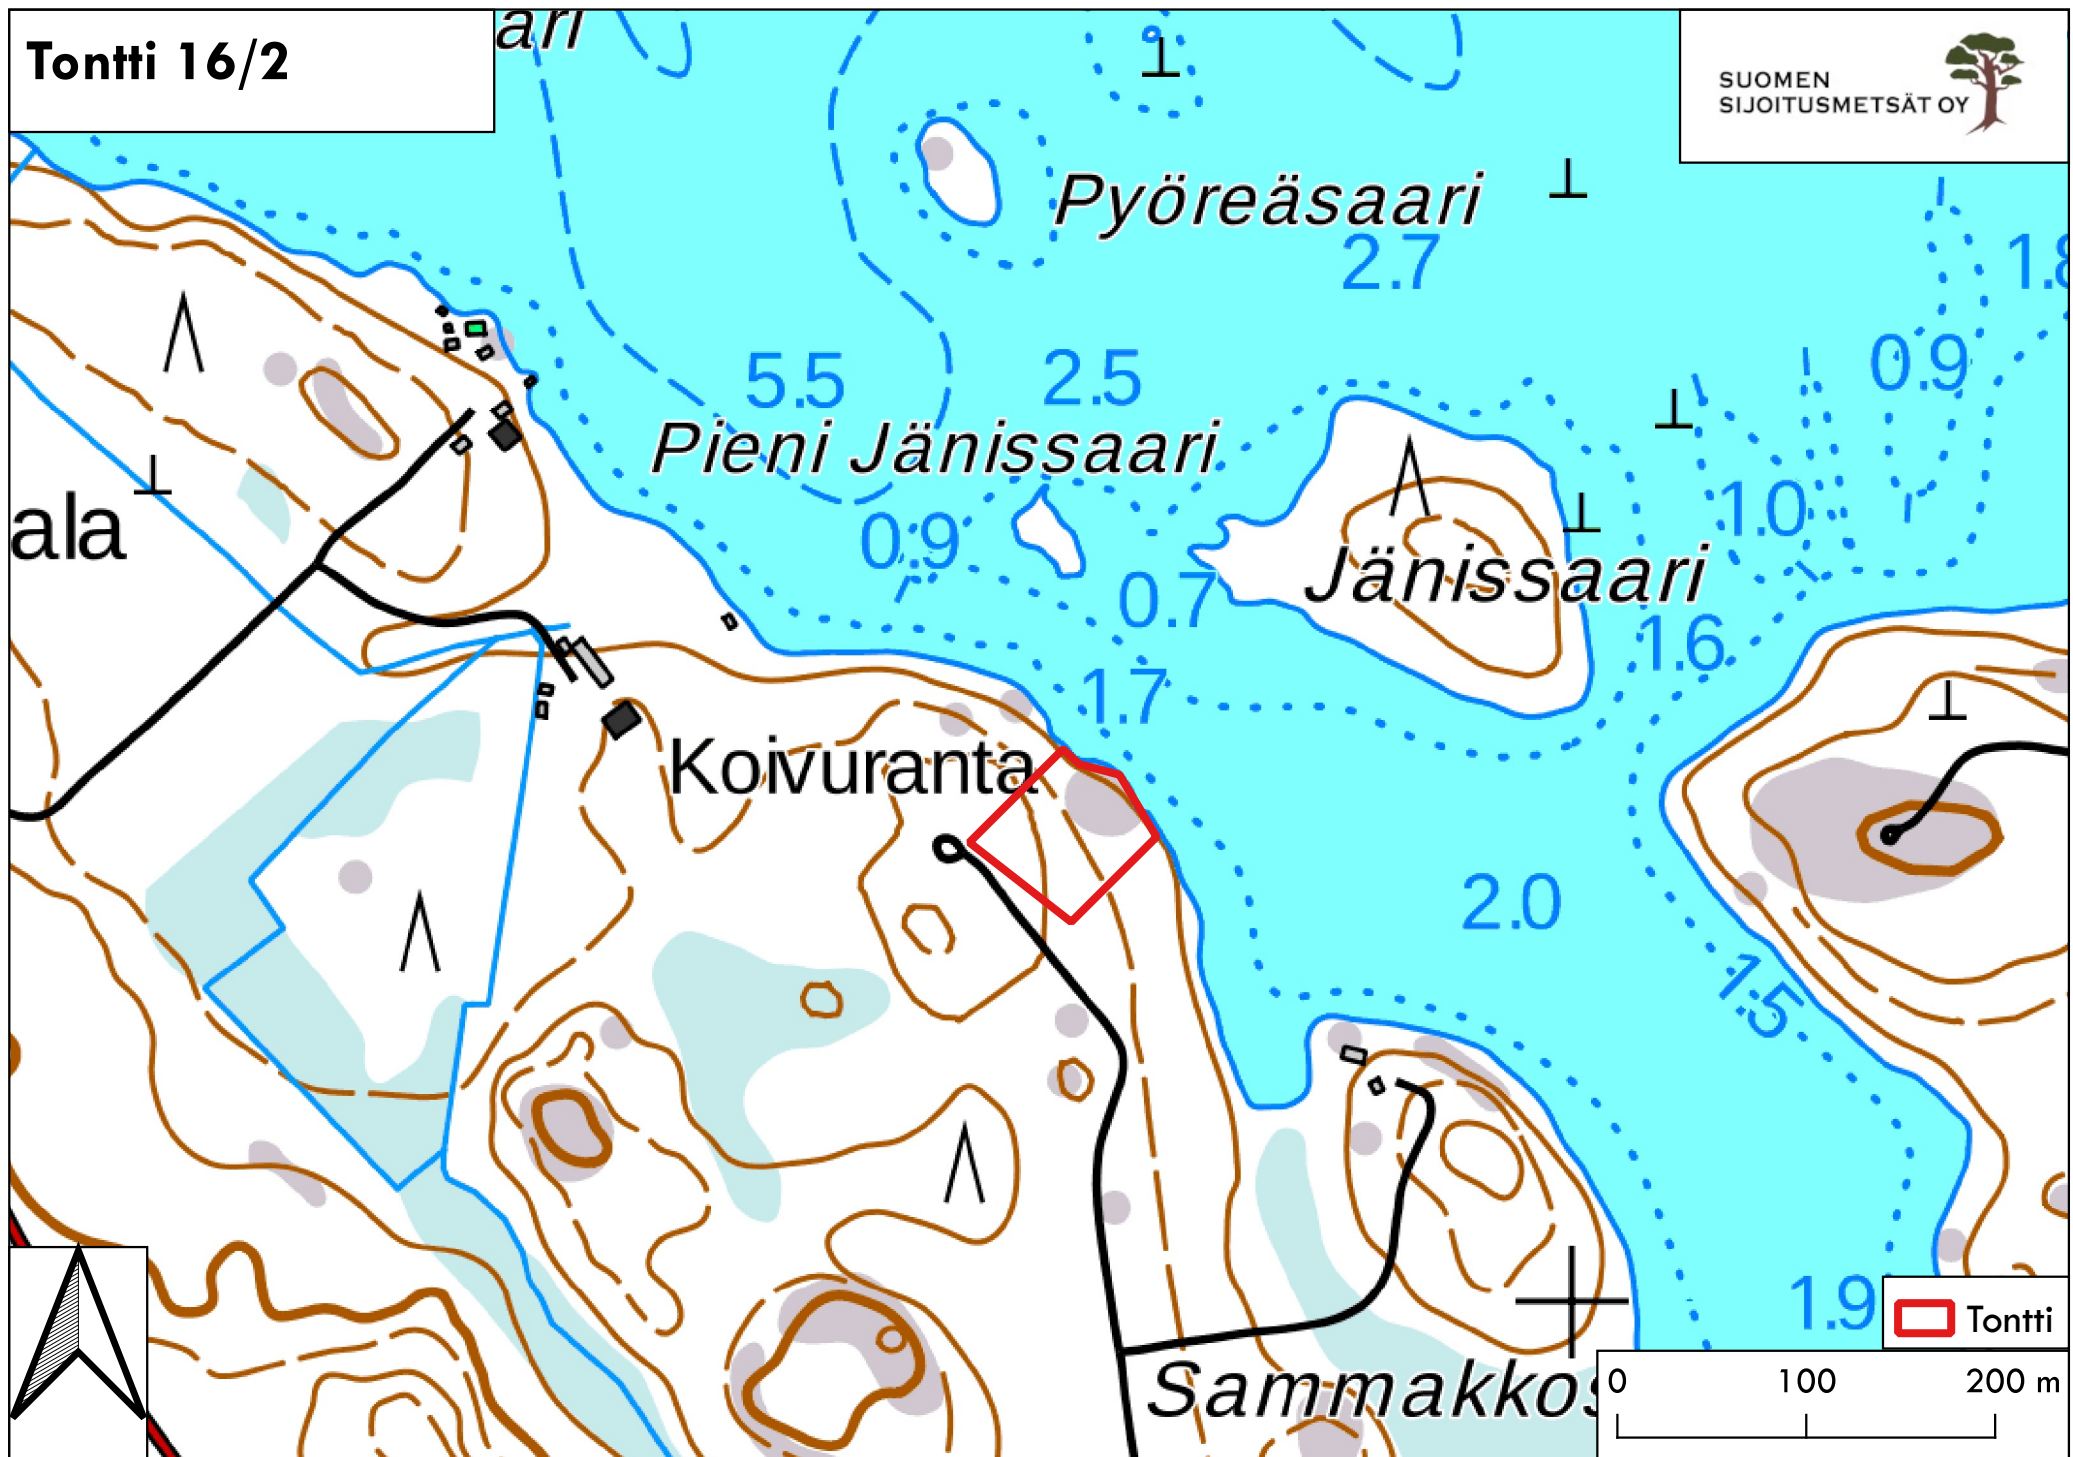 Tontti 16/2
SUOMEN
SIJOITUSMETSÄT OY
Pyöreäsaari
2.7
0.9
5.5
2.5
Pieni Jänissaari
1.0
ala
0.9
Jänissaari
0.7
1.6
1.7
Koivuranta
2.0
1.5
1.9
Tontti
Sammakkos
0 100 200 m